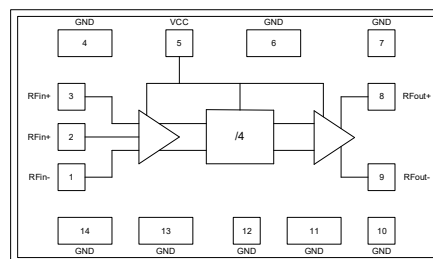 GND VCC GND GND
4 5 6 7
RFin+ 3 8 RFout+
RFin+ 2 /4
RFin- 1 9 RFout-
14 13 12 11 10
GND GND GND GND GND